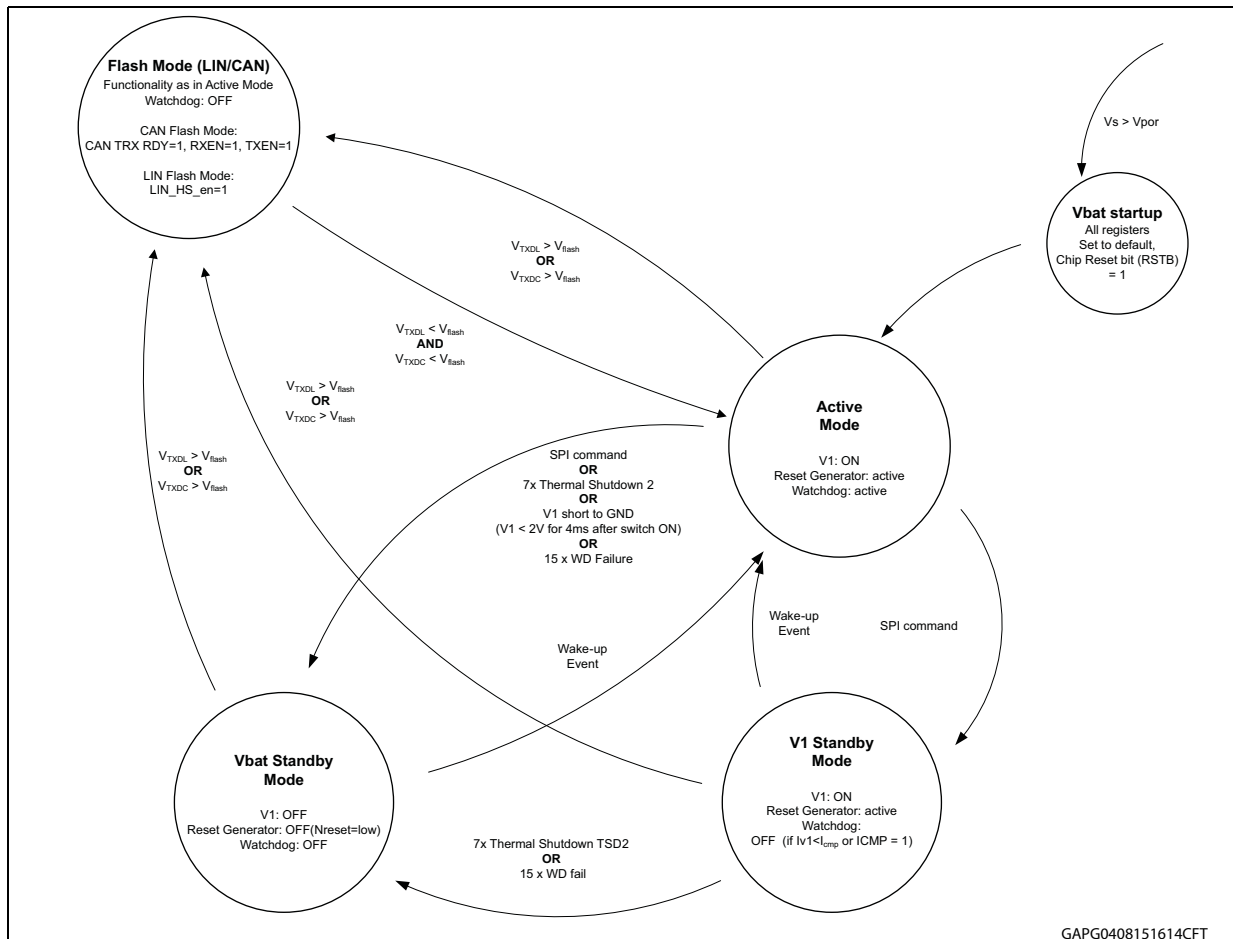 Flash Mode (LIN/CAN)
Functionality as in Active Mode
Watchdog: OFF
CAN Flash Mode:
CAN TRX RDY=1, RXEN=1, TXEN=1
LIN Flash Mode:
LIN_HS_en=1
Vs > Vpor
Vbat startup
All registers
Set to default,
Chip Reset bit (RSTB)
= 1
VTXDL > Vflash
OR
VTXDC > Vflash
VTXDL < Vflash
AND
VTXDC < Vflash
VTXDL > Vflash
OR
VTXDC > Vflash
VTXDL > Vflash
OR
VTXDC > Vflash
Active
Mode
V1: ON
Reset Generator: active
Watchdog: active
SPI command
OR
7x Thermal Shutdown 2
OR
V1 short to GND
(V1 < 2V for 4ms after switch ON)
OR
15 x WD Failure
Wake-up
Event
Wake-up
Event
SPI command
Vbat Standby
Mode
V1: OFF
Reset Generator: OFF(Nreset=low)
Watchdog: OFF
V1 Standby
Mode
V1: ON
Reset Generator: active
Watchdog:
OFF (if Iv1<Icmp or ICMP = 1)
7x Thermal Shutdown TSD2
OR
15 x WD fail
GAPG0408151614CFT